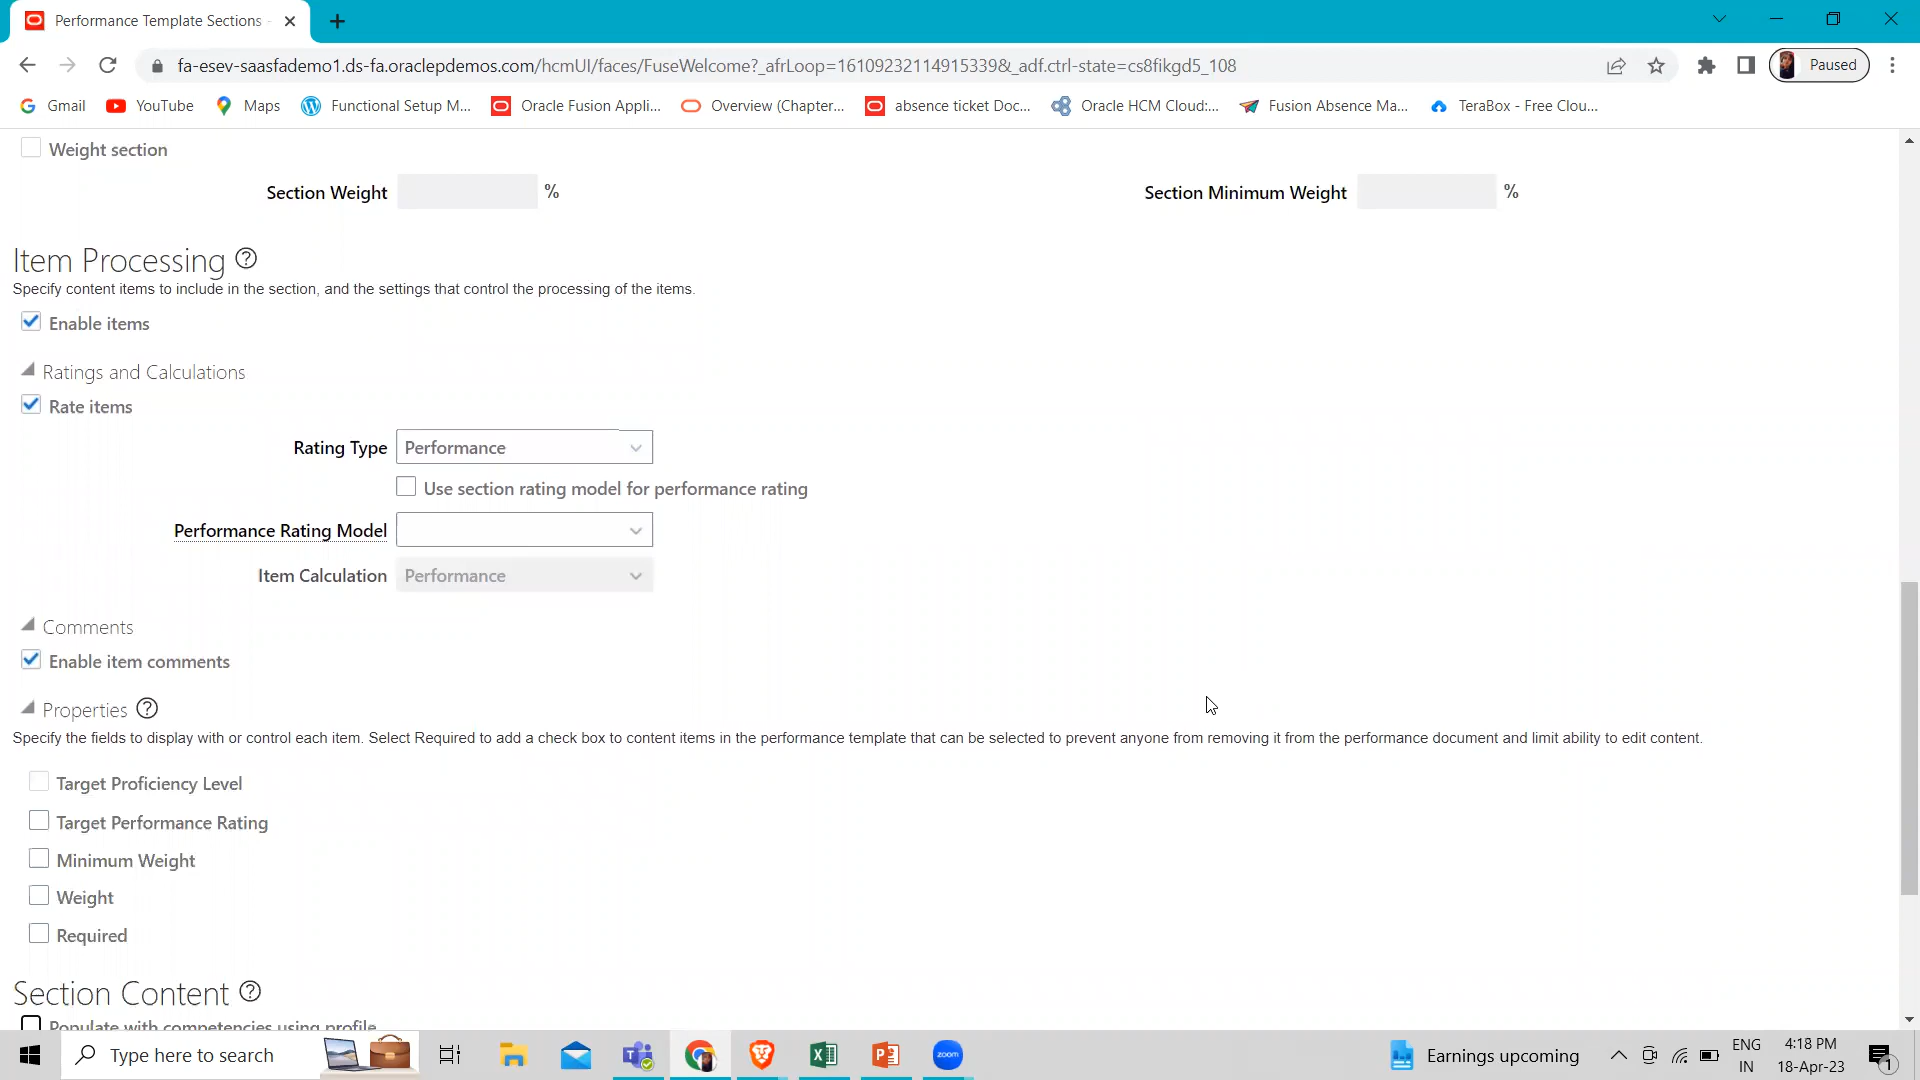 Performance Template Sections -
fa-esev-saasfademo1.ds-fa.oraclepdemos.com/hcmUI/faces/FuseWelcome?_afrLoop=16109232114915339&_adf.ctrl-state=cs8fikgd5_108
Paused
Gmail YouTube Maps Functional Setup M... Oracle Fusion Appli... Overview (Chapter... absence ticket Doc... Oracle HCM Cloud:... Fusion Absence Ma... TeraBox - Free Clou...
Weight section
Section Weight % Section Minimum Weight %
Item Processing ?
Specify content items to include in the section, and the settings that control the processing of the items.
Enable items
Ratings and Calculations
Rate items
Rating Type Performance
Use section rating model for performance rating
Performance Rating Model
Item Calculation Performance
Comments
Enable item comments
Properties ?
Specify the fields to display with or control each item. Select Required to add a check box to content items in the performance template that can be selected to prevent anyone from removing it from the performance document and limit ability to edit content.
Target Proficiency Level
Target Performance Rating
Minimum Weight
Weight
Required
Section Content ?
Populate with competencies using profile
Type here to search
zoom
Earnings upcoming
ENG
IN
4:18 PM
18-Apr-23
1